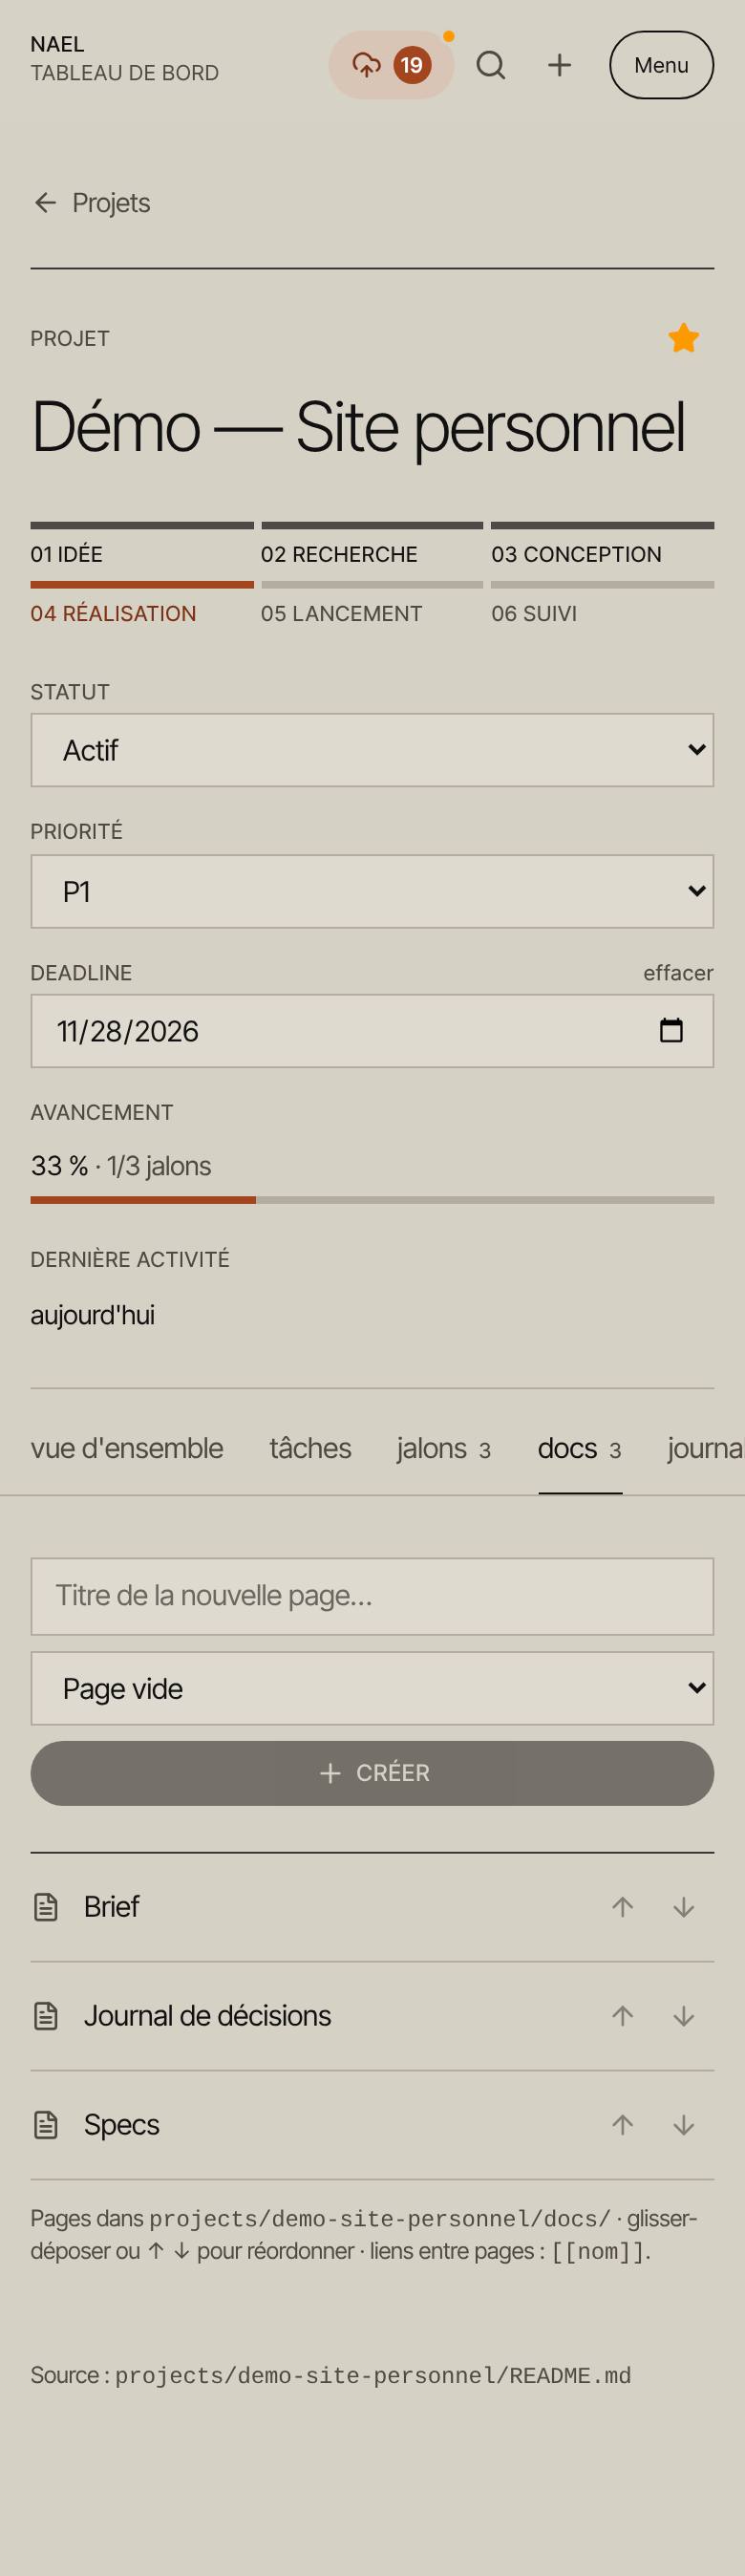 NAEL
TABLEAU DE BORD
19
Menu
← Projets
PROJET
Démo — Site personnel
01 IDÉE
02 RECHERCHE
03 CONCEPTION
04 RÉALISATION
05 LANCEMENT
06 SUIVI
STATUT
Actif
PRIORITÉ
P1
DEADLINE
effacer
11/28/2026
AVANCEMENT
33 % · 1/3 jalons
DERNIÈRE ACTIVITÉ
aujourd'hui
vue d'ensemble tâches jalons 3 docs 3 journal
Titre de la nouvelle page…
Page vide
+ CRÉER
Brief
Journal de décisions
Specs
Pages dans projects/demo-site-personnel/docs/ · glisser-
déposer ou ↑ ↓ pour réordonner · liens entre pages : [[nom]].
Source : projects/demo-site-personnel/README.md